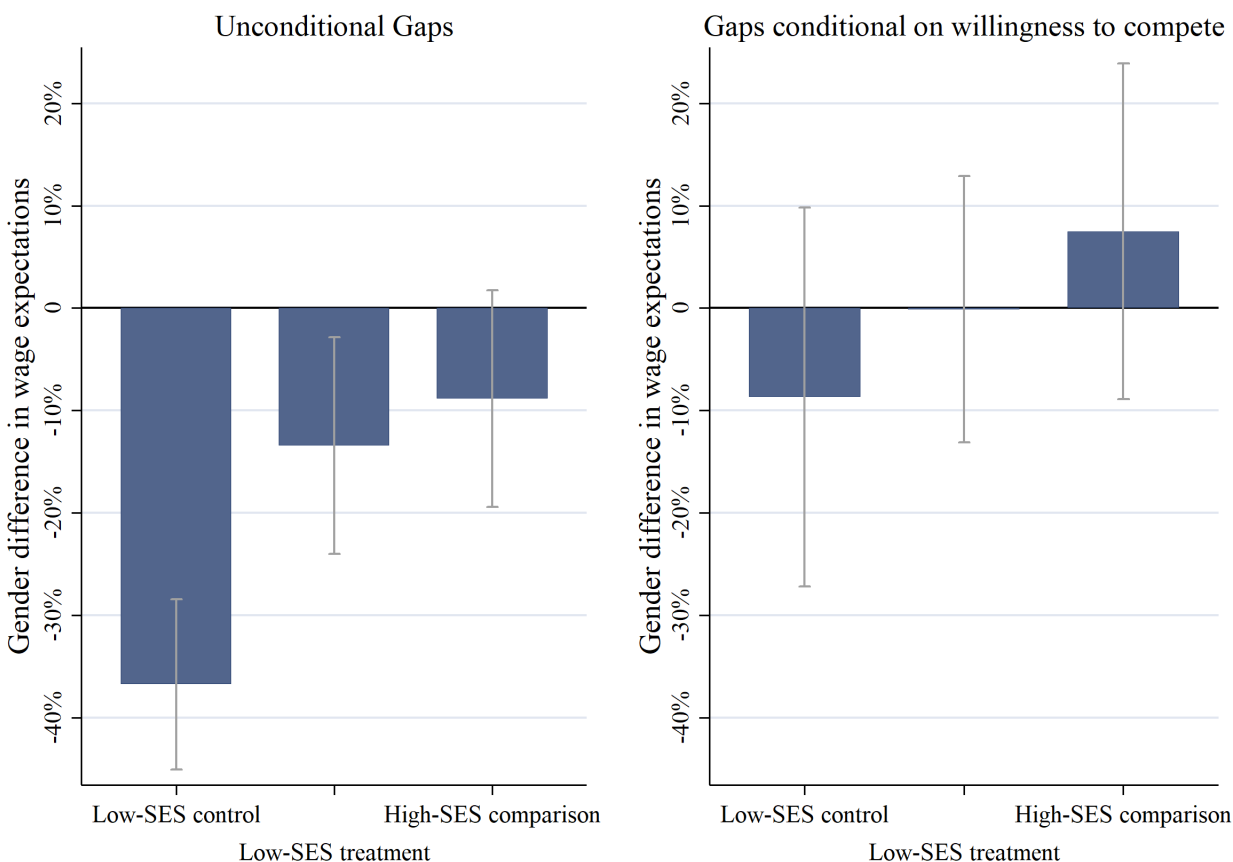 Unconditional Gaps
Gender difference in wage expectations
20%
10%
0
-10%
-20%
-30%
-40%
Low-SES control
Low-SES treatment
High-SES comparison
Gaps conditional on willingness to compete
Gender difference in wage expectations
20%
10%
0
-10%
-20%
-30%
-40%
Low-SES control
Low-SES treatment
High-SES comparison